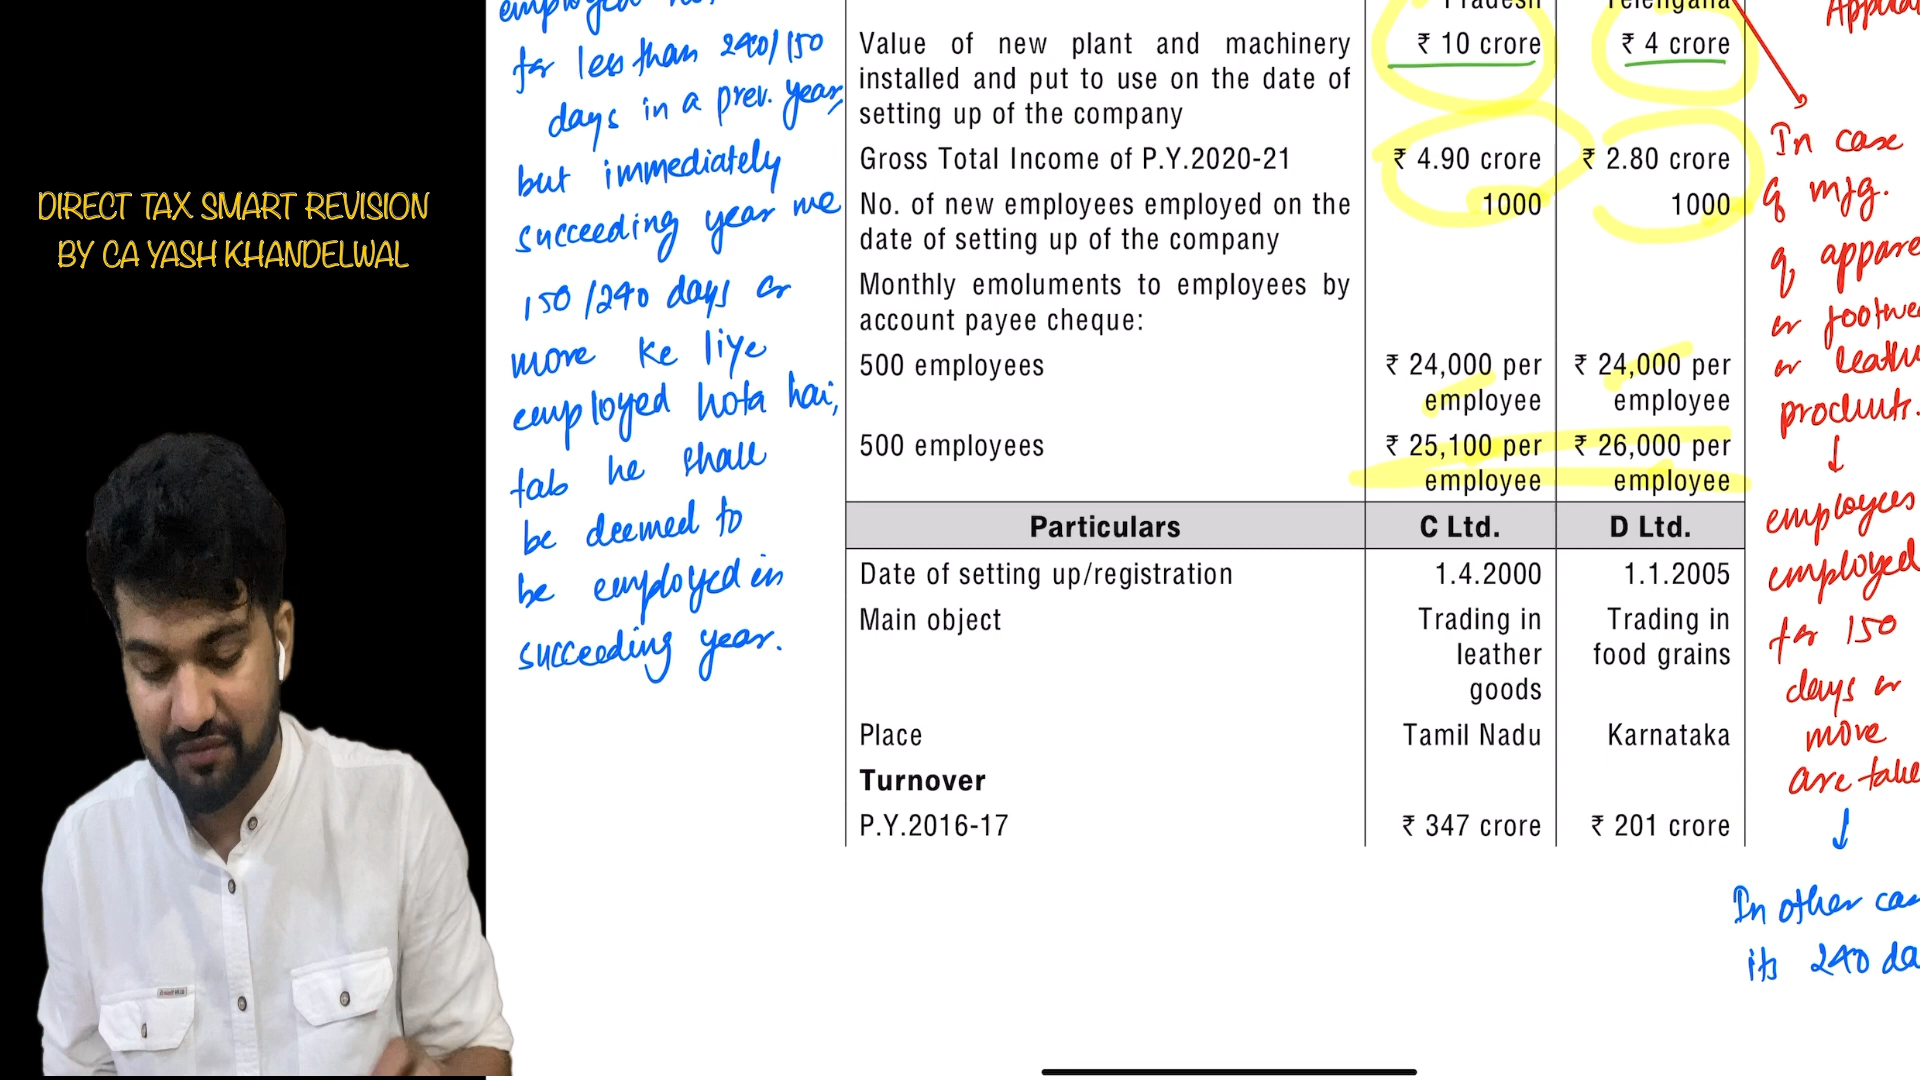 DIRECT TAX SMART REVISION
BY CA YASH KHANDELWAL
employed
for less than 240/150
days in a prev. year,
but immediately
succeeding year me
150/240 days or
more ke liye
employed hota hai,
tab he shall
be deemed to
be employed in
succeeding year.
Pradesh Telengana
Value of new plant and machinery ₹ 10 crore ₹ 4 crore
installed and put to use on the date of
setting up of the company
Gross Total Income of P.Y.2020-21 ₹ 4.90 crore ₹ 2.80 crore
No. of new employees employed on the 1000 1000
date of setting up of the company
Monthly emoluments to employees by
account payee cheque:
500 employees ₹ 24,000 per ₹ 24,000 per
employee employee
500 employees ₹ 25,100 per ₹ 26,000 per
employee employee
Particulars C Ltd. D Ltd.
Date of setting up/registration 1.4.2000 1.1.2005
Main object Trading in Trading in
leather food grains
goods
Place Tamil Nadu Karnataka
Turnover
P.Y.2016-17 ₹ 347 crore ₹ 201 crore
In case
of mfg.
of
or
or
products.
employees
employed
for 150
days or
more
are
In other
its 240